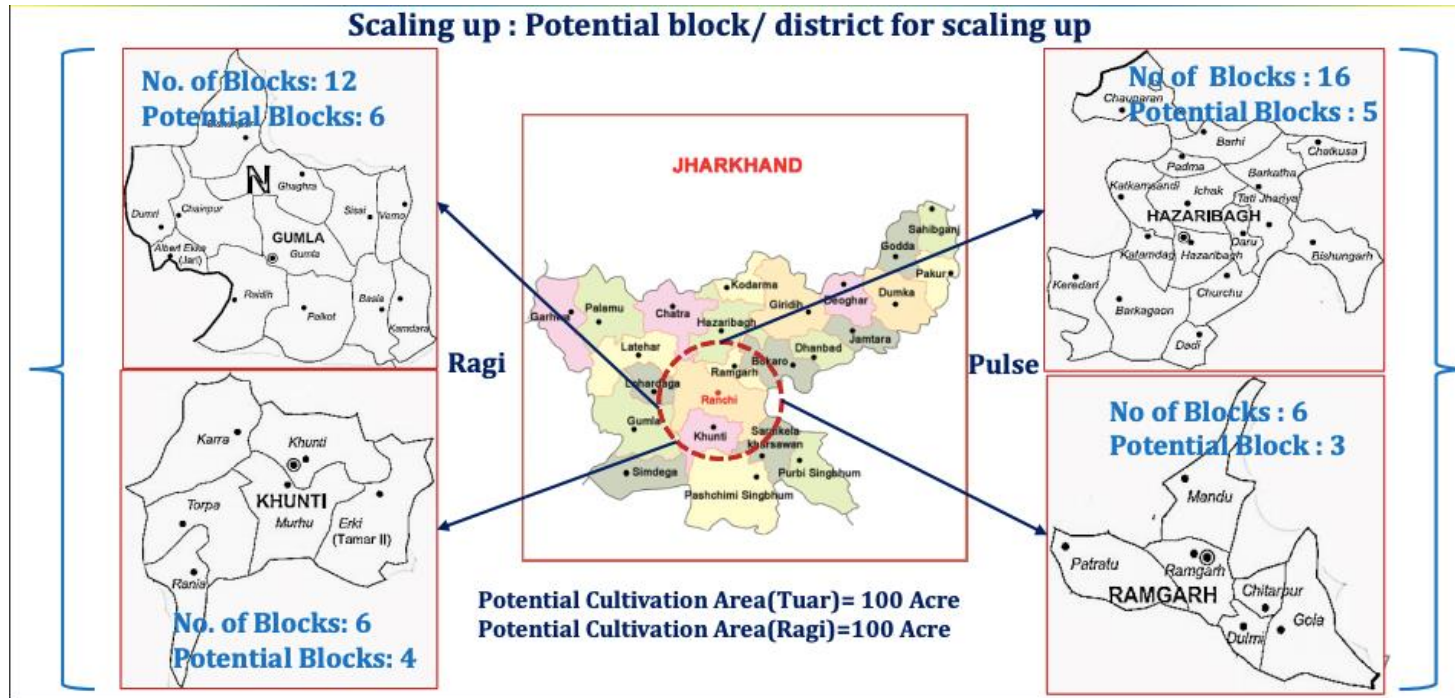 Scaling up : Potential block/ district for scaling up
No. of Blocks: 12
Potential Blocks: 6
N
Ghaghra
Dumri
Chainpur
Sisai
Albert Ekka
(Jari)
GUMLA
Gumla
Raidih
Palkot
Basia
Kamdara
Karra
Khunti
KHUNTI
Torpa
Murhu
Erki
(Tamar II)
Rania
No. of Blocks: 6
Potential Blocks: 4
Ragi
JHARKHAND
Sahibganj
Godda
Pakur
Kodarma
Deoghar
Dumka
Garhwa
Palamu
Chatra
Giridih
Hazaribagh
Jamtara
Latehar
Dhanbad
Bokaro
Ramgarh
Lohardaga
Ranchi
Gumla
Khunti
Saraikela
kharsawan
Simdega
Purbi Singbhum
Pashchimi Singbhum
Potential Cultivation Area(Tuar)= 100 Acre
Potential Cultivation Area(Ragi)=100 Acre
Pulse
No of Blocks : 16
Potential Blocks : 5
Chauparan
Barhi
Chalkusa
Padma
Barkatha
Katkamsandi
Ichak
Tati Jhariya
HAZARIBAGH
Daru
Katamdag
Hazaribagh
Bishungarh
Keredari
Churchu
Barkagaon
Dadi
No of Blocks : 6
Potential Block : 3
Mandu
Patratu
Ramgarh
RAMGARH
Chitarpur
Gola
Dulmi